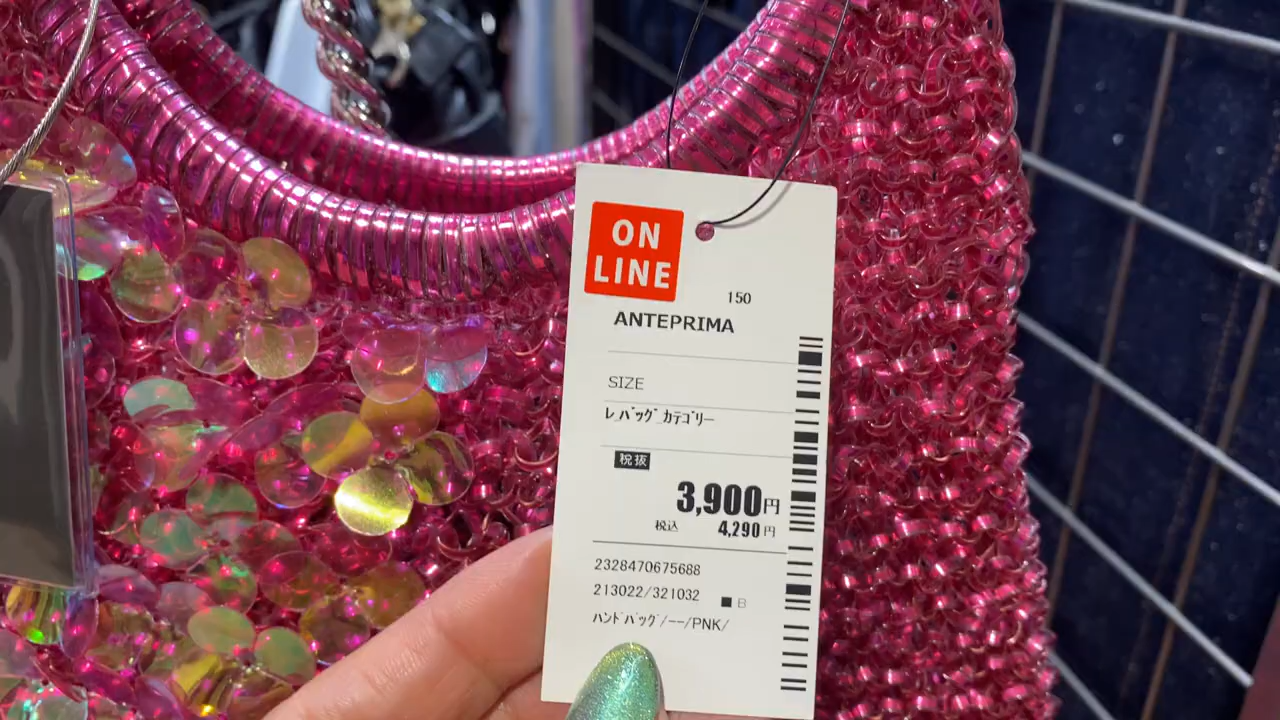 ON
LINE
150
ANTEPRIMA
SIZE
ﾚ_ﾊﾞｯｸﾞ_ｶﾃｺﾞﾘｰ
税抜
3,900円
税込 4,290円
2328470675688
213022/321032 ■ B
ﾊﾝﾄﾞﾊﾞｯｸﾞ/--/PNK/